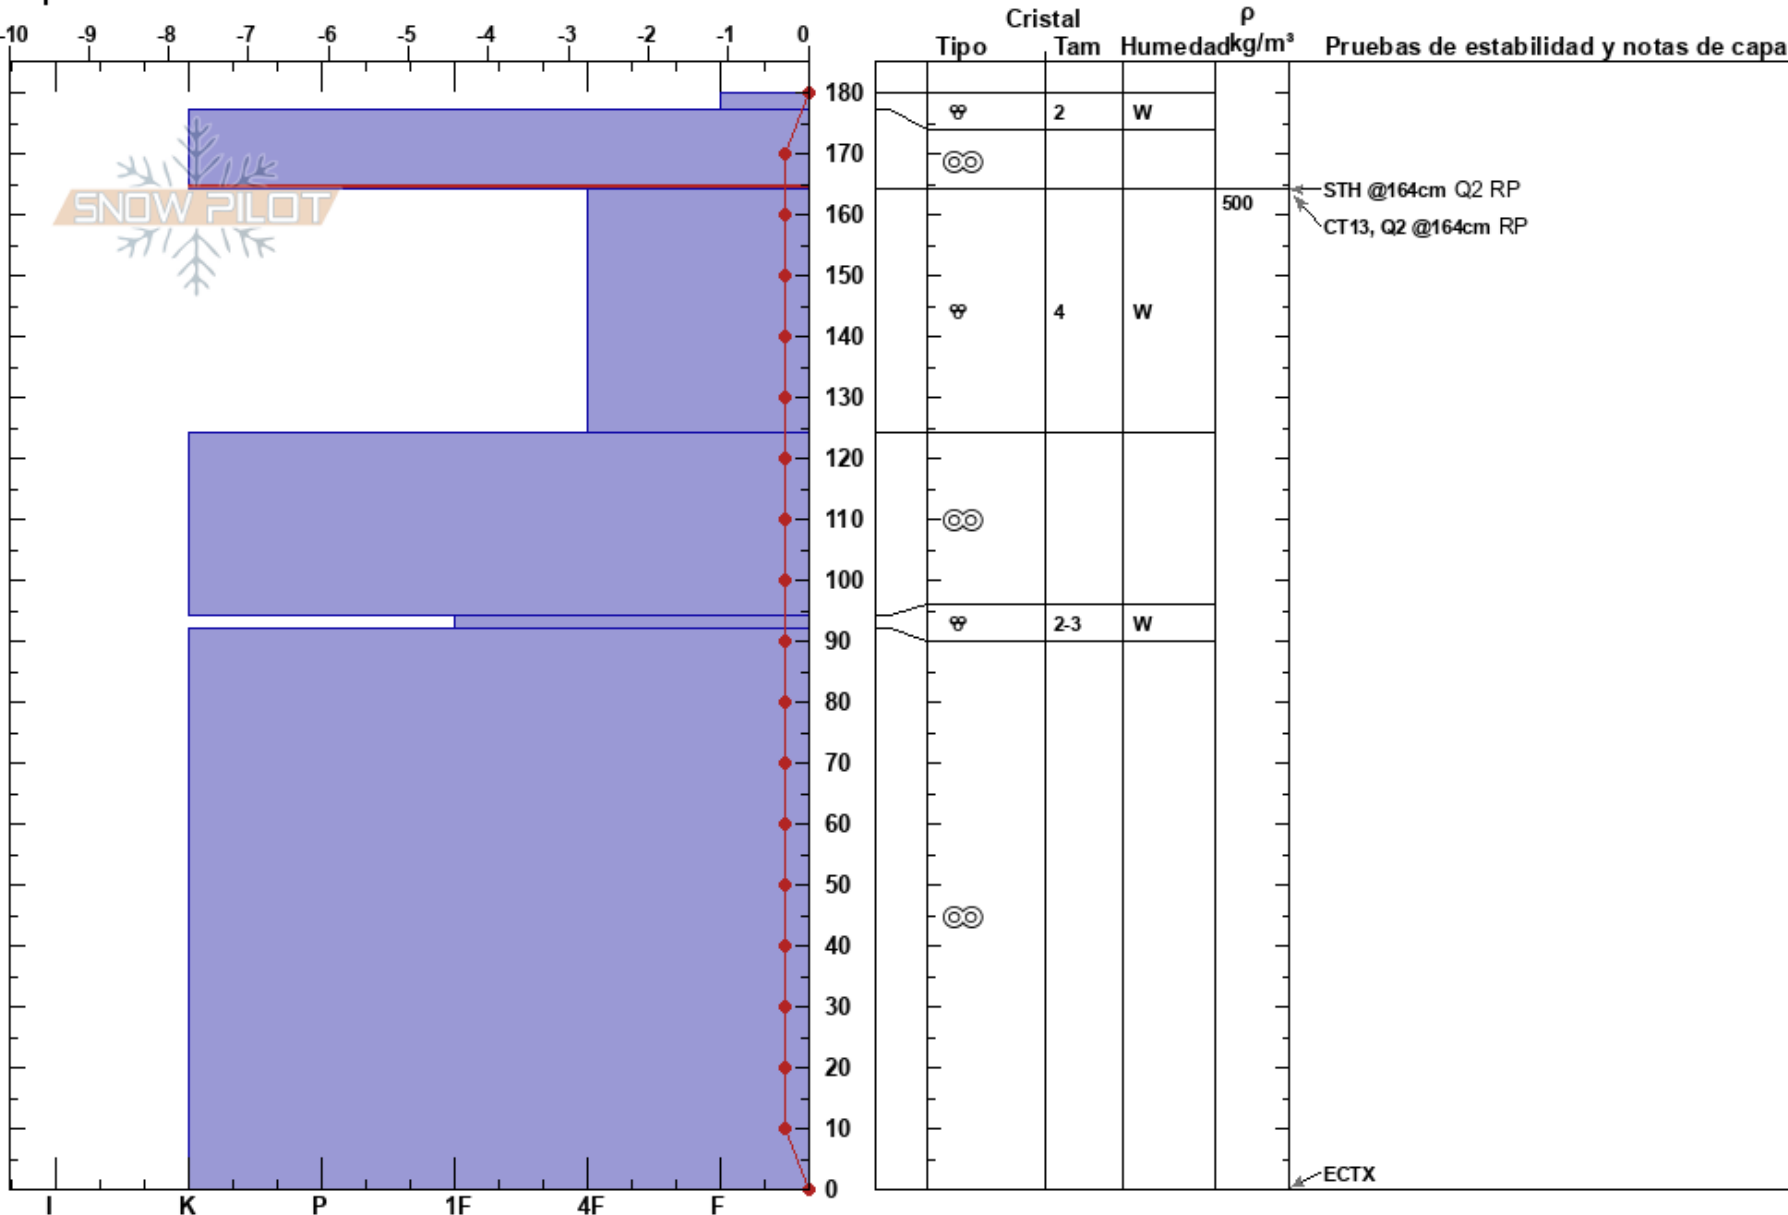 Cristal ρ
-10 -9 -8 -7 -6 -5 -4 -3 -2 -1 0
Tipo Tam Humedad kg/m³ Pruebas de estabilidad y notas de capa
180
2 W
170
STH @164cm Q2 RP
500
160
CT13, Q2 @164cm RP
SNOW PILOT
150
140
4 W
130
120
110
100
2-3 W
90
80
70
60
50
40
30
20
10
ECTX
0
I K P 1F 4F F